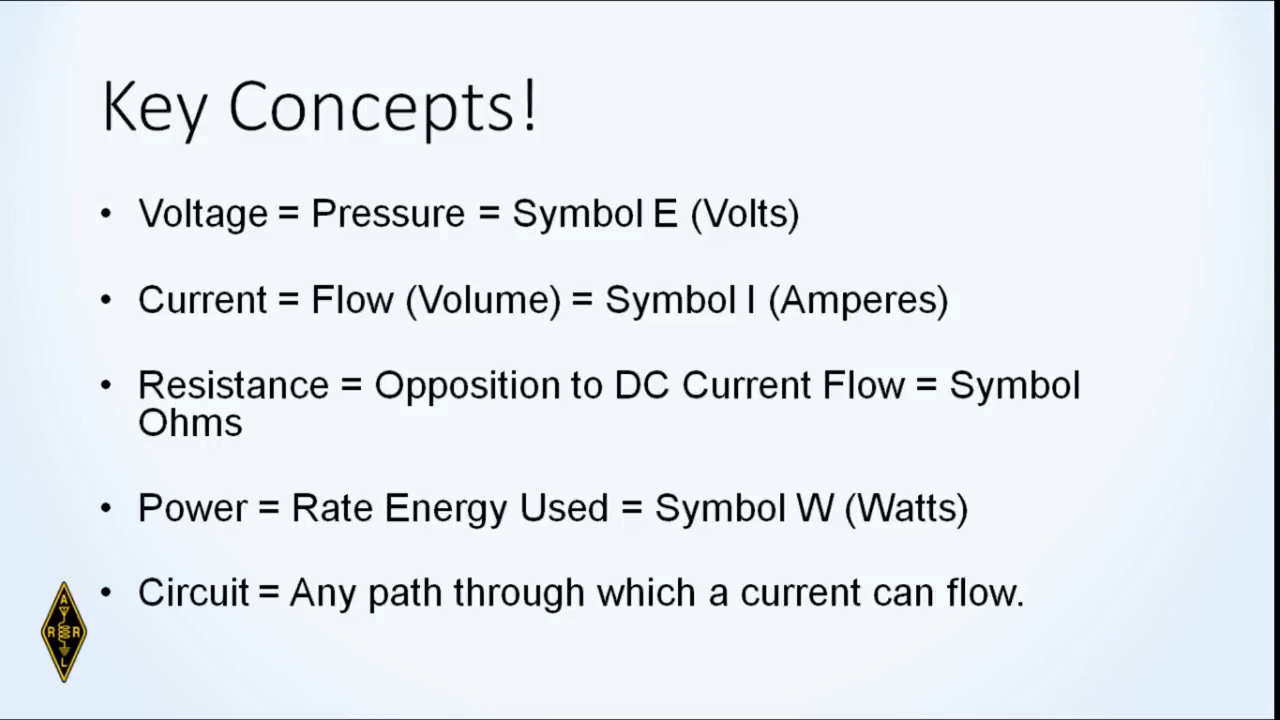 Key Concepts!
• Voltage = Pressure = Symbol E (Volts)
• Current = Flow (Volume) = Symbol I (Amperes)
• Resistance = Opposition to DC Current Flow = Symbol
Ohms
• Power = Rate Energy Used = Symbol W (Watts)
• Circuit = Any path through which a current can flow.
A
R R
L